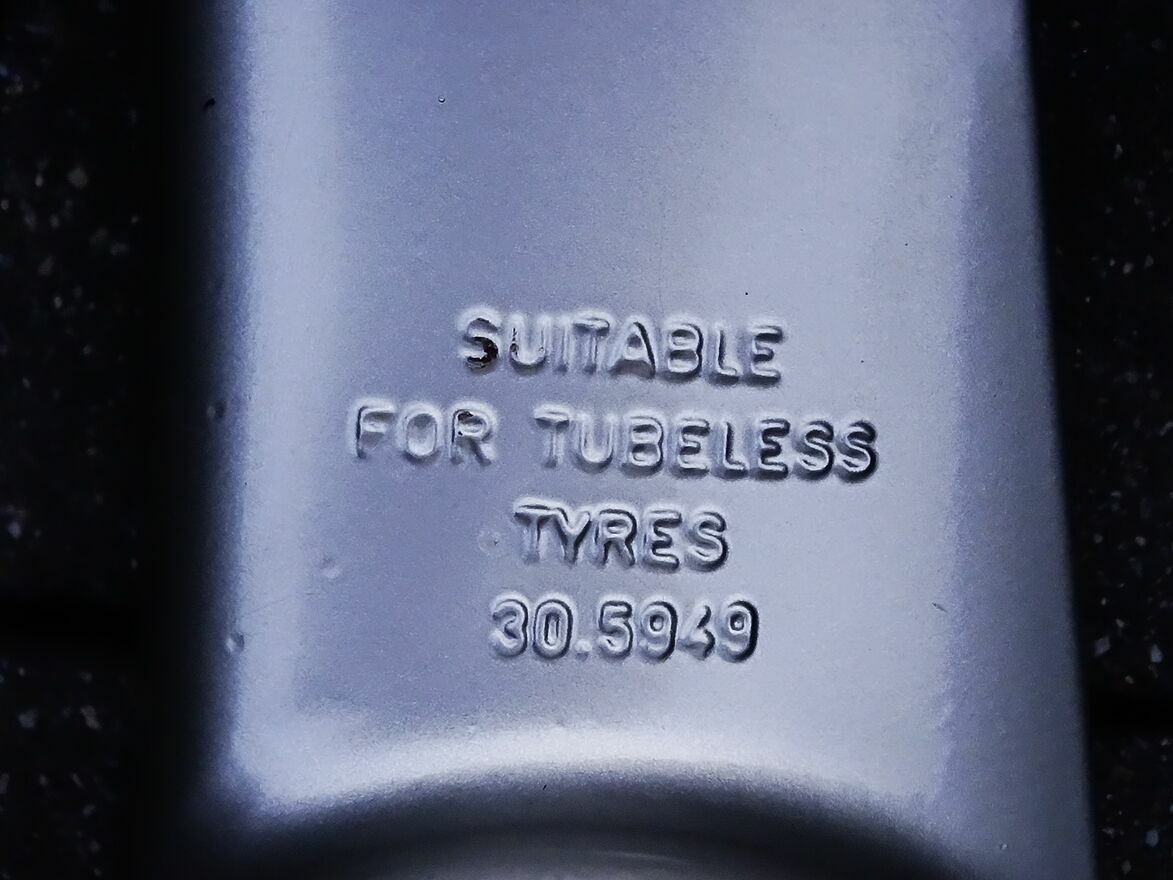 SUITABLE
FOR TUBELESS
TYRES
30.5949